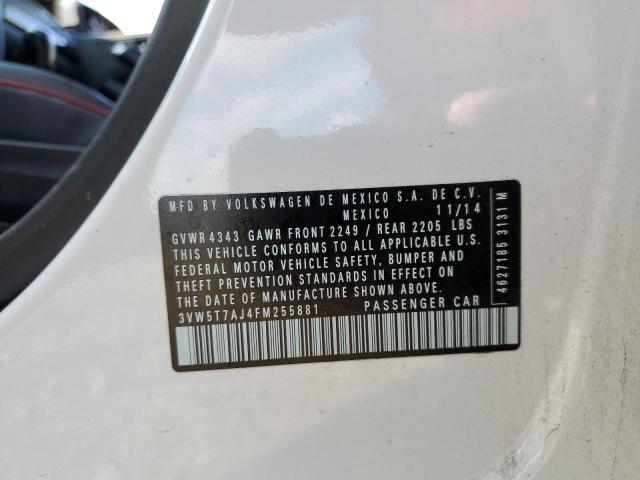 MFD BY VOLKSWAGEN DE MEXICO S.A. DE C.V.
MEXICO 11/14
GVWR 4343 GAWR FRONT 2249 / REAR 2205 LBS
THIS VEHICLE CONFORMS TO ALL APPLICABLE U.S.
FEDERAL MOTOR VEHICLE SAFETY, BUMPER AND
THEFT PREVENTION STANDARDS IN EFFECT ON
THE DATE OF MANUFACTURE SHOWN ABOVE.
3VW5T7AJ4FM255881 PASSENGER CAR
4627185 3131 M